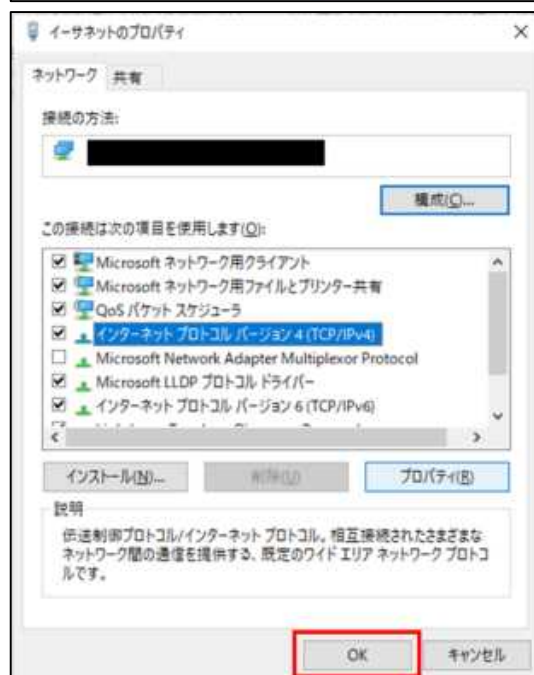 イーサネットのプロパティ
ネットワーク 共有
接続の方法:
構成(C)...
この接続は次の項目を使用します(O):
Microsoft ネットワーク用クライアント
Microsoft ネットワーク用ファイルとプリンター共有
QoS パケット スケジューラ
インターネット プロトコル バージョン 4 (TCP/IPv4)
Microsoft Network Adapter Multiplexor Protocol
Microsoft LLDP プロトコル ドライバー
インターネット プロトコル バージョン 6 (TCP/IPv6)
インストール(N)... 削除(U) プロパティ(R)
説明
伝送制御プロトコル/インターネット プロトコル。相互接続されたさまざまな
ネットワーク間の通信を提供する、既定のワイド エリア ネットワーク プロトコ
ルです。
OK キャンセル